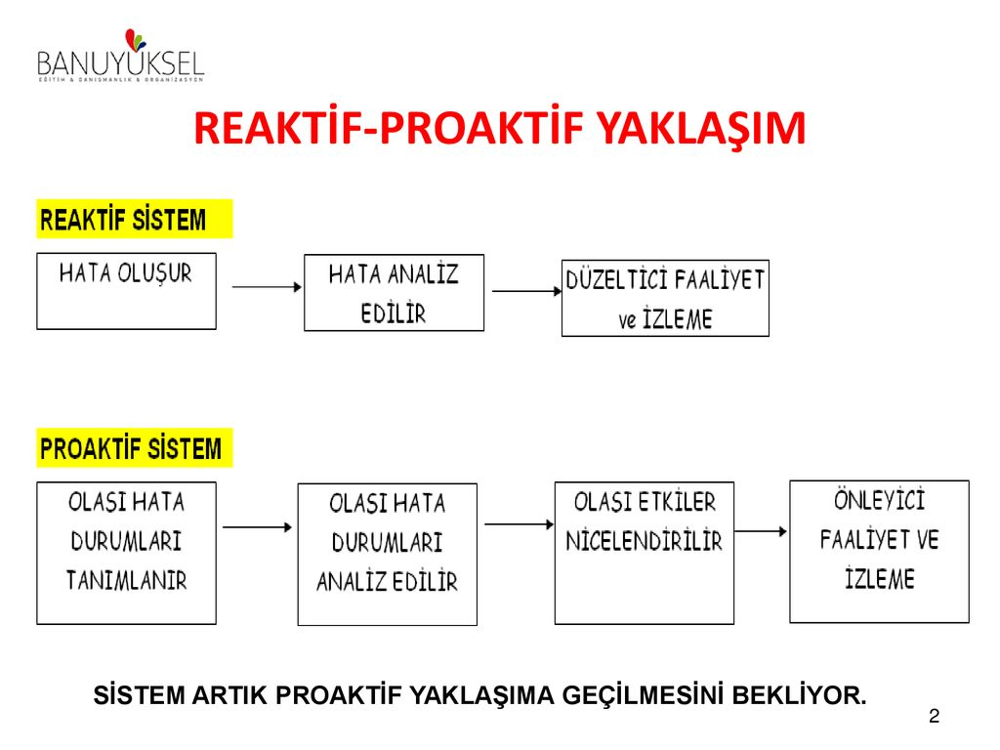 BANUYÜKSEL
EĞİTİM & DANIŞMANLIK & ORGANİZASYON
REAKTİF-PROAKTİF YAKLAŞIM
REAKTİF SİSTEM
HATA OLUŞUR
HATA ANALİZ
EDİLİR
DÜZELTİCİ FAALİYET
ve İZLEME
PROAKTİF SİSTEM
OLASI HATA
DURUMLARI
TANIMLANIR
OLASI HATA
DURUMLARI
ANALİZ EDİLİR
OLASI ETKİLER
NİCELENDİRİLİR
ÖNLEYİCİ
FAALİYET VE
İZLEME
SİSTEM ARTIK PROAKTİF YAKLAŞIMA GEÇİLMESİNİ BEKLİYOR.
2